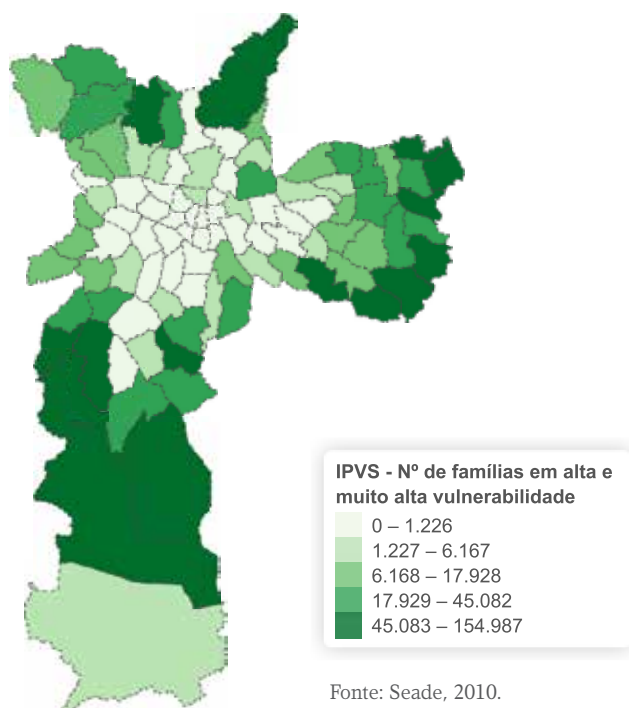 IPVS - Nº de famílias em alta e
muito alta vulnerabilidade
0 – 1.226
1.227 – 6.167
6.168 – 17.928
17.929 – 45.082
45.083 – 154.987
Fonte: Seade, 2010.